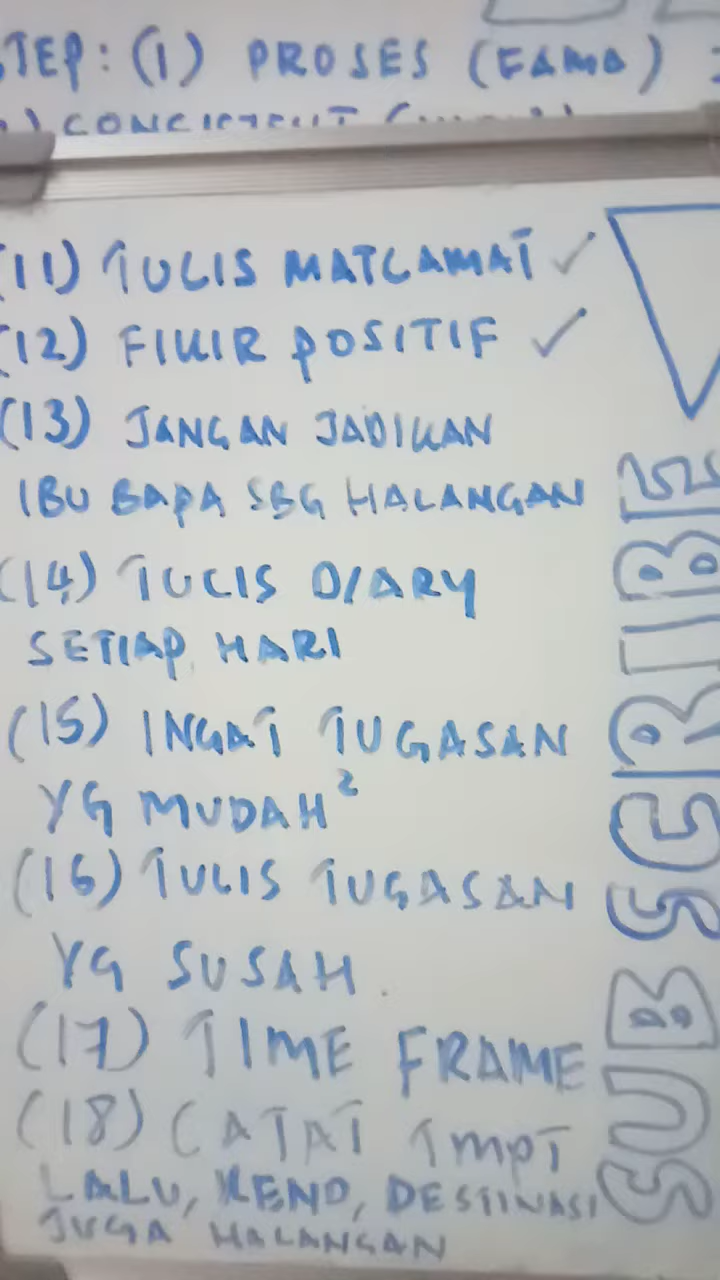 STEP: (1) PROSES (FAMA)
(11) TULIS MATLAMAT ✓
(12) FIKIR POSITIF ✓
(13) JANGAN JADIKAN
IBU BAPA SBG HALANGAN
(14) TULIS DIARY
SETIAP HARI
(15) INGAT TUGASAN
YG MUDAH²
(16) TULIS TUGASAN
YG SUSAH.
(17) TIME FRAME
(18) CATAT TMPT
LALU, KEND, DESTINASI
JUGA HALANGAN
SUBSCRIBE